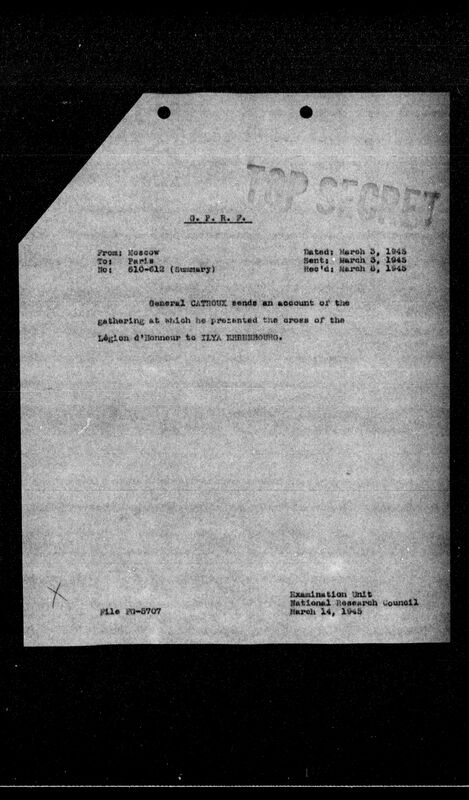 TOP SECRET
G. P. R. F.
From: Moscow
To: Paris
No: 610-612 (Summary)
Dated: March 3, 1945
Sent: March 3, 1945
Rec'd: March 5, 1945
General CATROUX sends an account of the
gathering at which he presented the cross of the
Légion d'Honneur to ILYA EHRENBOURG.
File FG-5707
Examination Unit
National Research Council
March 14, 1945